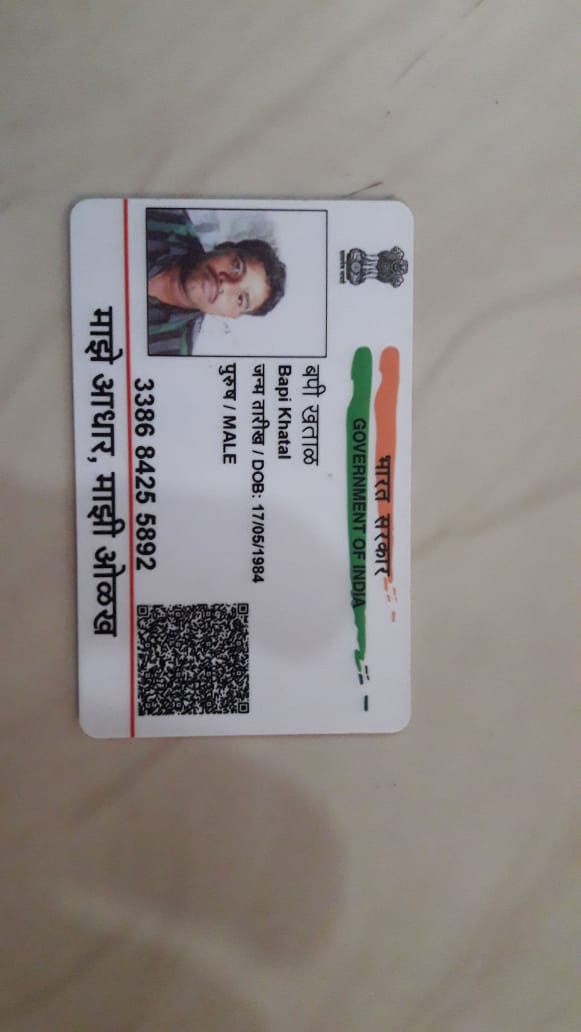 भारत सरकार
GOVERNMENT OF INDIA
बपी खताळ
Bapi Khatal
जन्म तारीख / DOB: 17/05/1984
पुरुष / MALE
3386 8425 5892
माझे आधार, माझी ओळख